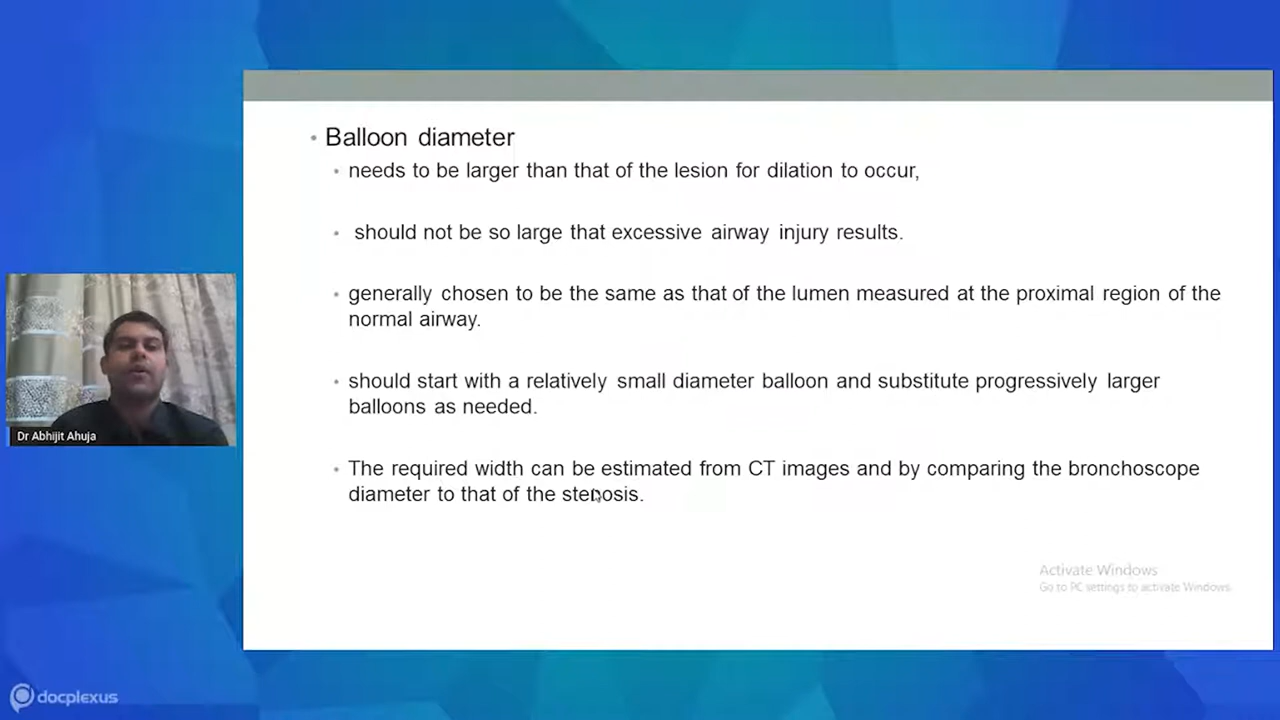 • Balloon diameter
• needs to be larger than that of the lesion for dilation to occur,
• should not be so large that excessive airway injury results.
• generally chosen to be the same as that of the lumen measured at the proximal region of the
normal airway.
• should start with a relatively small diameter balloon and substitute progressively larger
balloons as needed.
• The required width can be estimated from CT images and by comparing the bronchoscope
diameter to that of the stenosis.
Dr Abhijit Ahuja
Activate Windows
Go to PC settings to activate Windows.
docplexus